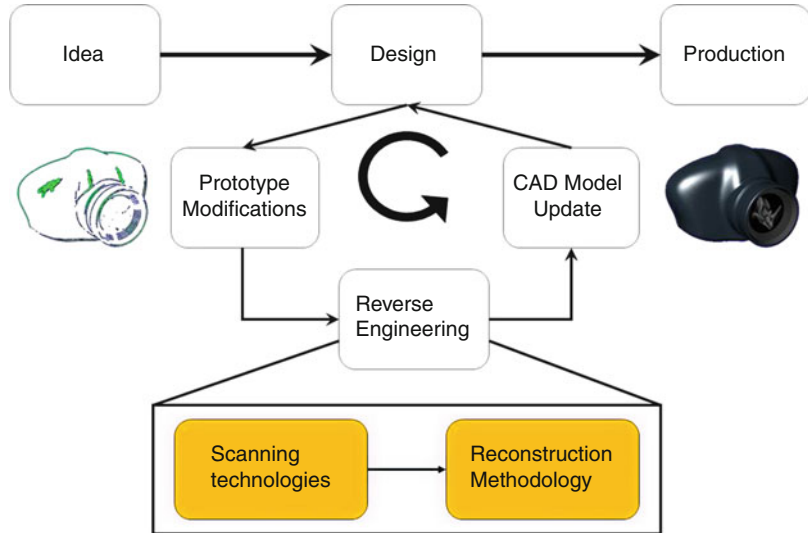 Idea
Design
Production
Prototype
Modifications
CAD Model
Update
Reverse
Engineering
Scanning
technologies
Reconstruction
Methodology